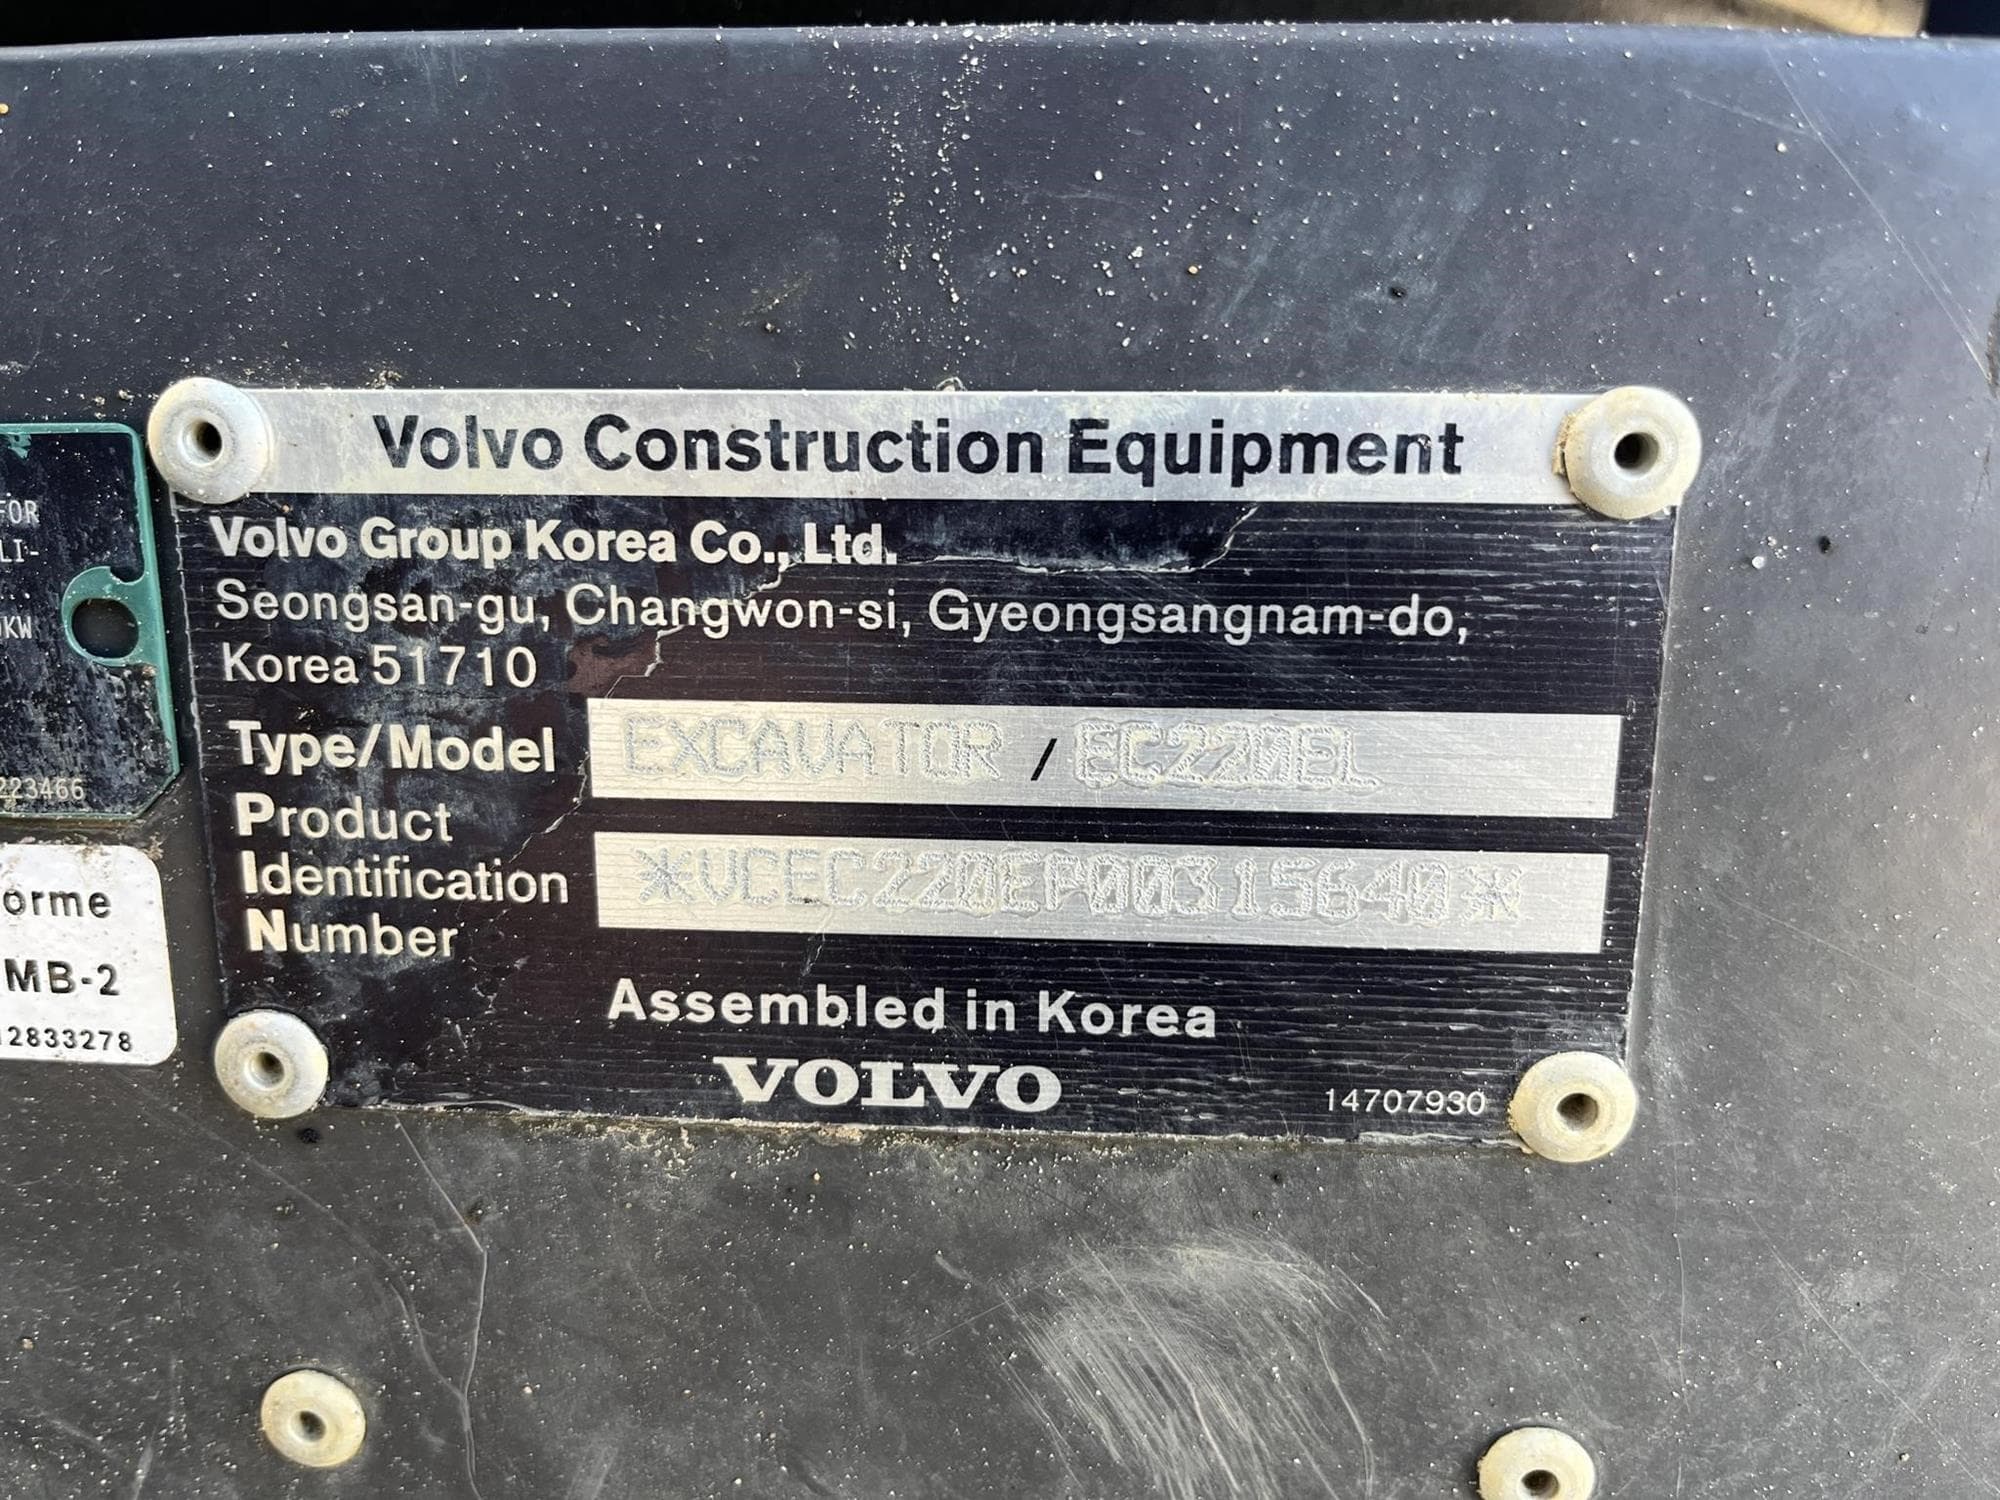 Volvo Construction Equipment
Volvo Group Korea Co., Ltd.
Seongsan-gu, Changwon-si, Gyeongsangnam-do,
Korea 51710
Type/Model EXCAVATOR / EC220EL
Product
Identification
Number
*VCEC220EP00315640*
Assembled in Korea
VOLVO
14707930
FOR
LI-
KW
223466
orme
MB-2
12833278